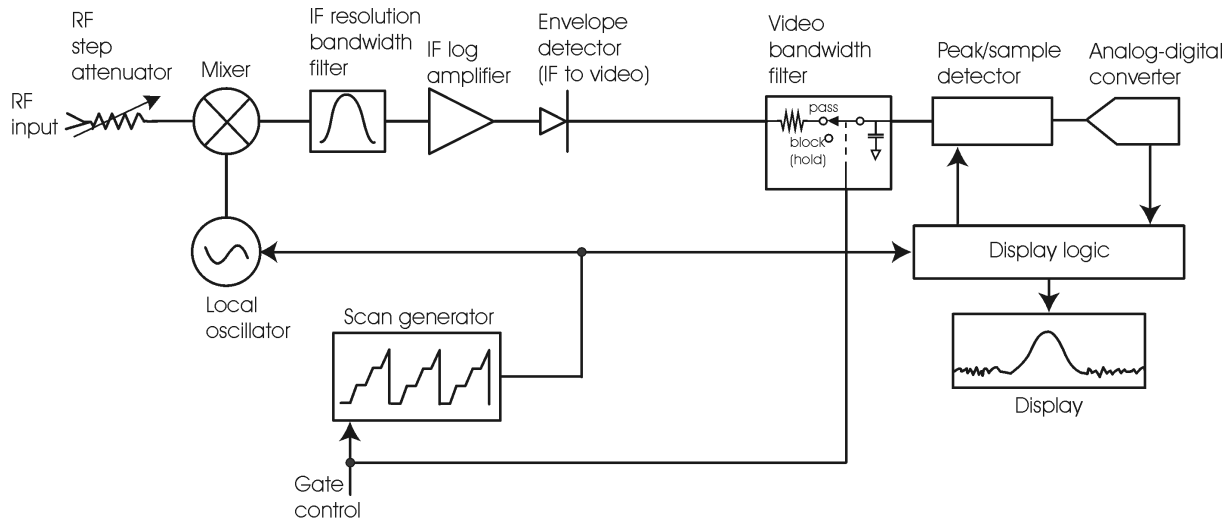 RF
step
attenuator
RF
input
Mixer
IF resolution
bandwidth
filter
IF log
amplifier
Envelope
detector
(IF to video)
Video
bandwidth
filter
pass
block
(hold)
Peak/sample
detector
Analog-digital
converter
Local
oscillator
Display logic
Scan generator
Display
Gate
control